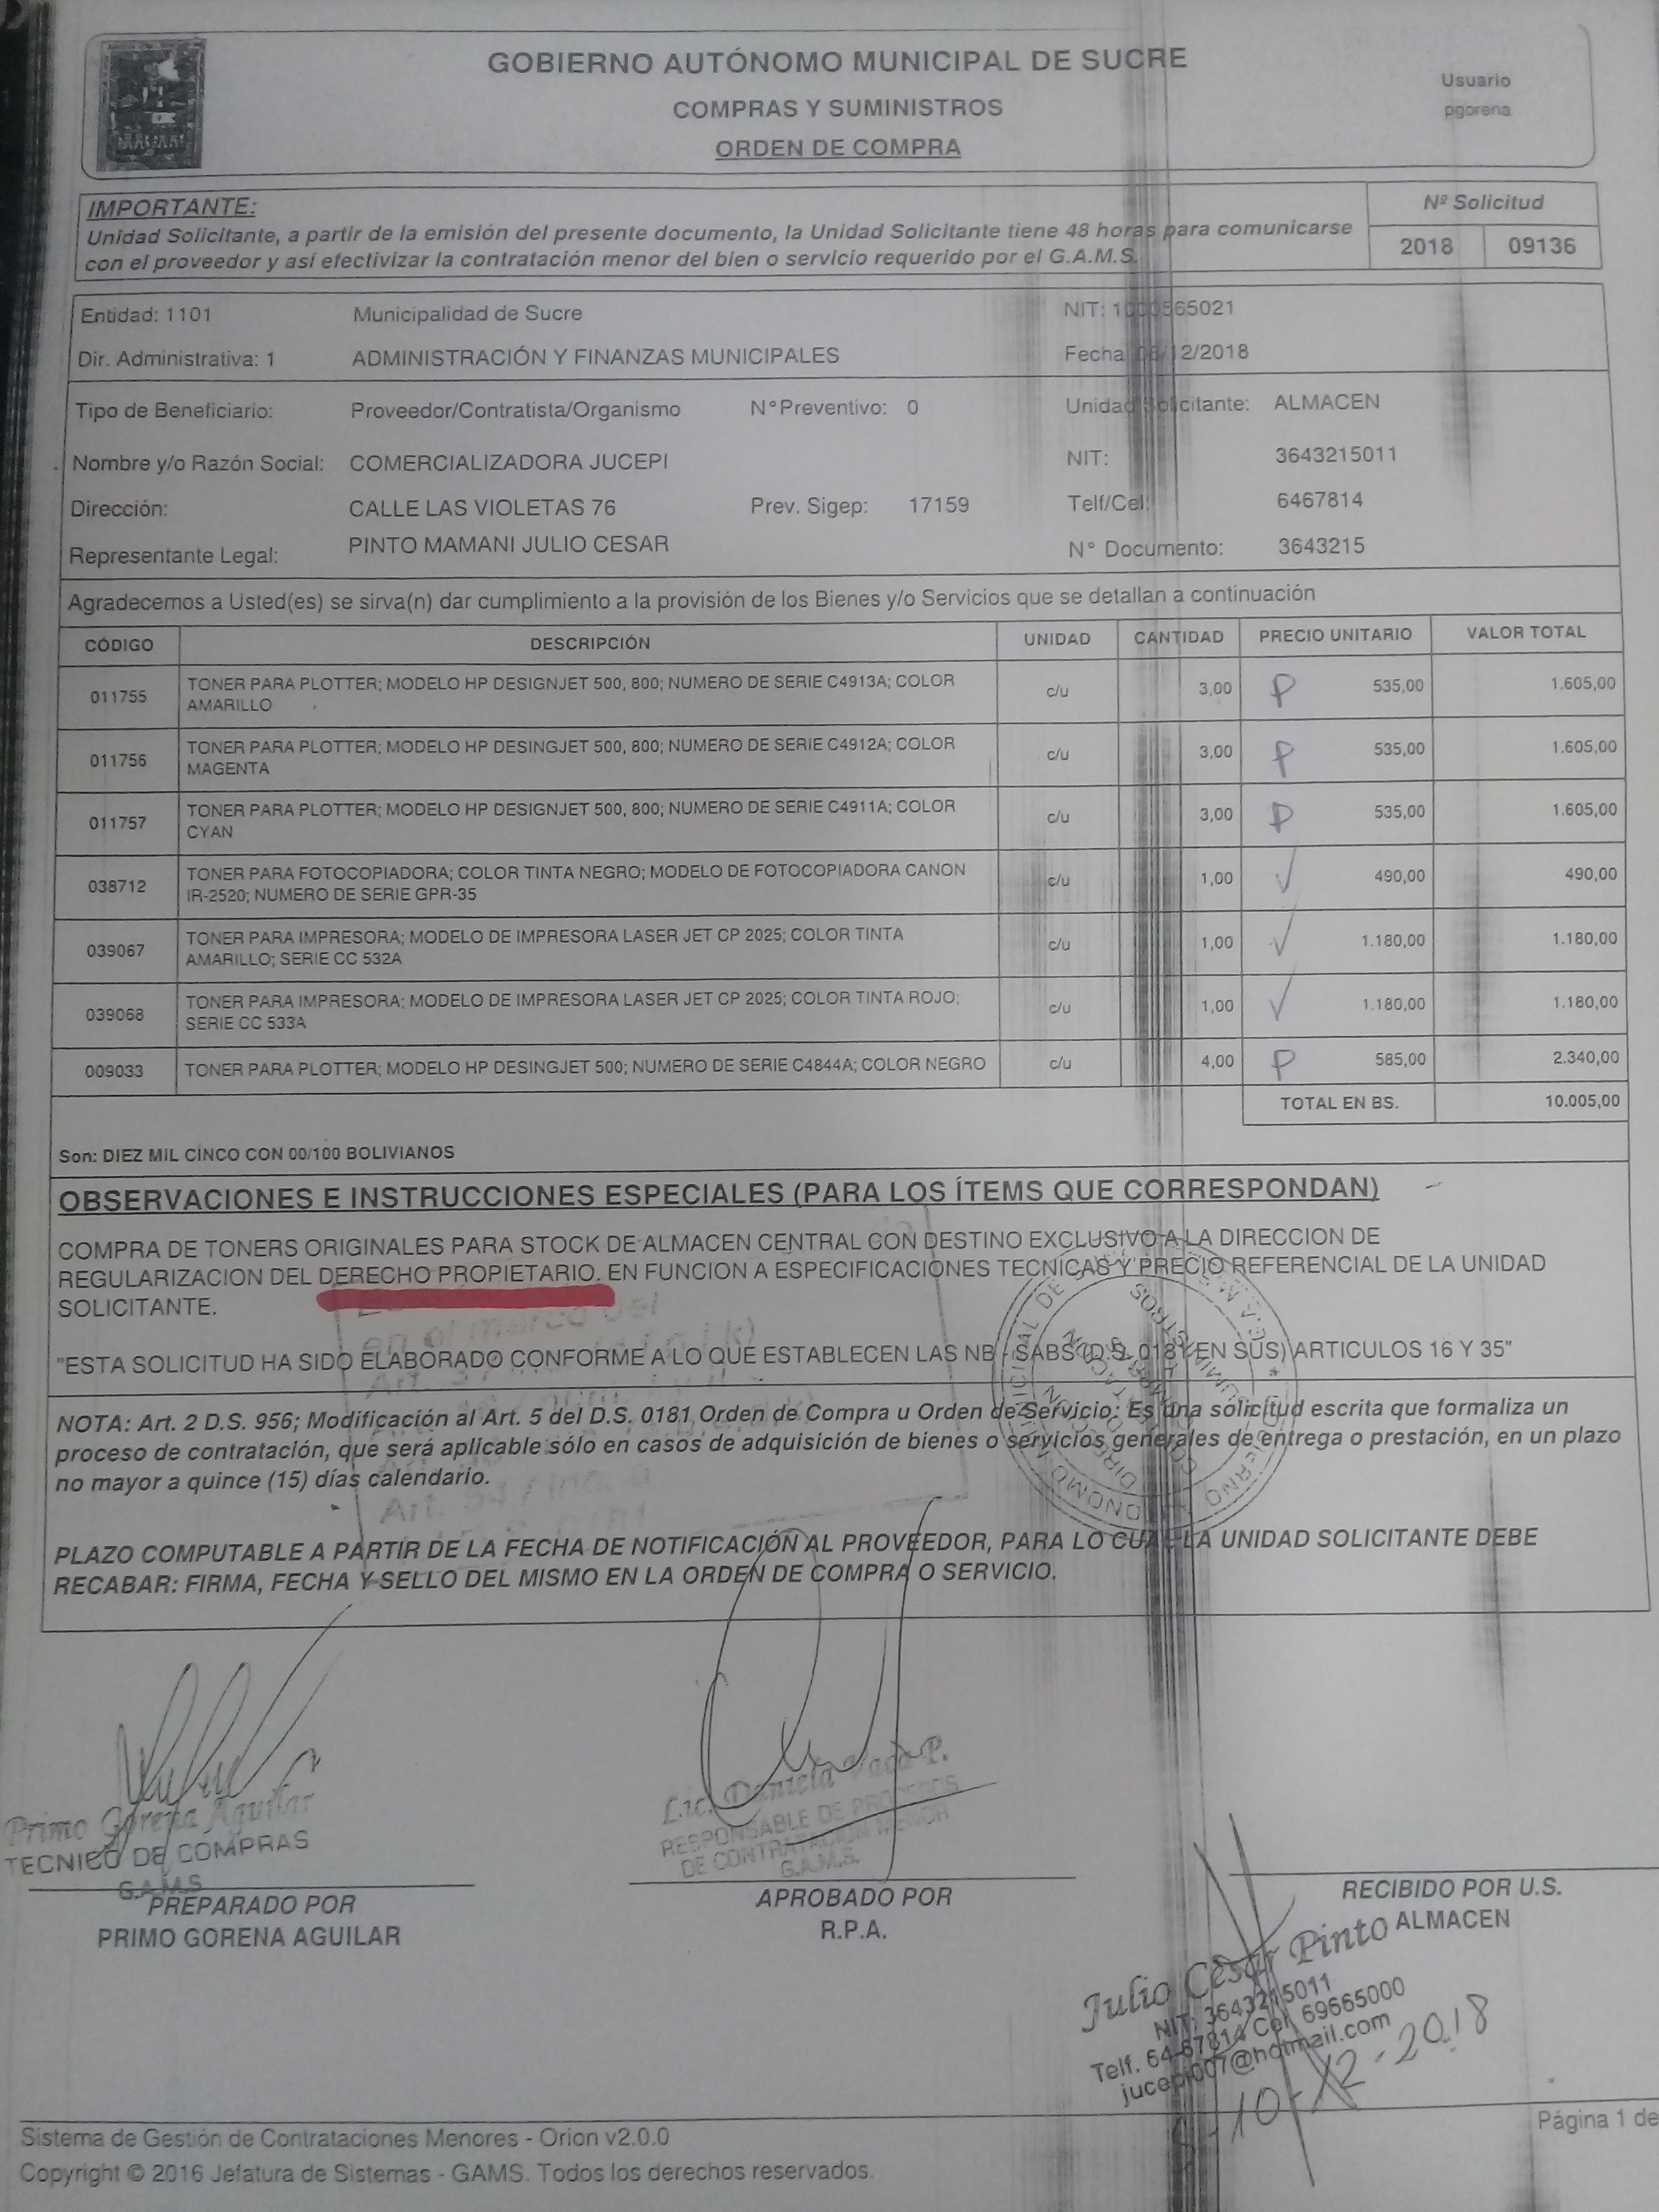 GOBIERNO AUTÓNOMO MUNICIPAL DE SUCRE
COMPRAS Y SUMINISTROS
ORDEN DE COMPRA
Usuario
pgorena
IMPORTANTE:
Unidad Solicitante, a partir de la emisión del presente documento, la Unidad Solicitante tiene 48 horas para comunicarse
con el proveedor y así efectivizar la contratación menor del bien o servicio requerido por el G.A.M.S.
Nº Solicitud
2018 09136
Entidad: 1101 Municipalidad de Sucre NIT: 1000565021
Dir. Administrativa: 1 ADMINISTRACIÓN Y FINANZAS MUNICIPALES Fecha /12/2018
Tipo de Beneficiario: Proveedor/Contratista/Organismo N°Preventivo: 0 Unidad Solicitante: ALMACEN
Nombre y/o Razón Social: COMERCIALIZADORA JUCEPI NIT: 3643215011
Dirección: CALLE LAS VIOLETAS 76 Prev. Sigep: 17159 Telf/Cel: 6467814
Representante Legal: PINTO MAMANI JULIO CESAR N° Documento: 3643215
Agradecemos a Usted(es) se sirva(n) dar cumplimiento a la provisión de los Bienes y/o Servicios que se detallan a continuación
CÓDIGO DESCRIPCIÓN UNIDAD CANTIDAD PRECIO UNITARIO VALOR TOTAL
011755 TONER PARA PLOTTER; MODELO HP DESIGNJET 500, 800; NUMERO DE SERIE C4913A; COLOR c/u 3,00 P 535,00 1.605,00
AMARILLO
011756 TONER PARA PLOTTER; MODELO HP DESINGJET 500, 800; NUMERO DE SERIE C4912A; COLOR c/u 3,00 P 535,00 1.605,00
MAGENTA
011757 TONER PARA PLOTTER; MODELO HP DESIGNJET 500, 800; NUMERO DE SERIE C4911A; COLOR c/u 3,00 P 535,00 1.605,00
CYAN
038712 TONER PARA FOTOCOPIADORA; COLOR TINTA NEGRO; MODELO DE FOTOCOPIADORA CANON c/u 1,00 ✓ 490,00 490,00
IR-2520; NUMERO DE SERIE GPR-35
039067 TONER PARA IMPRESORA; MODELO DE IMPRESORA LASER JET CP 2025; COLOR TINTA c/u 1,00 ✓ 1.180,00 1.180,00
AMARILLO; SERIE CC 532A
039068 TONER PARA IMPRESORA; MODELO DE IMPRESORA LASER JET CP 2025; COLOR TINTA ROJO; c/u 1,00 ✓ 1.180,00 1.180,00
SERIE CC 533A
009033 TONER PARA PLOTTER; MODELO HP DESINGJET 500; NUMERO DE SERIE C4844A; COLOR NEGRO c/u 4,00 P 585,00 2.340,00
TOTAL EN BS. 10.005,00
Son: DIEZ MIL CINCO CON 00/100 BOLIVIANOS
OBSERVACIONES E INSTRUCCIONES ESPECIALES (PARA LOS ÍTEMS QUE CORRESPONDAN)
COMPRA DE TONERS ORIGINALES PARA STOCK DE ALMACEN CENTRAL CON DESTINO EXCLUSIVO A LA DIRECCION DE
REGULARIZACION DEL DERECHO PROPIETARIO, EN FUNCION A ESPECIFICACIONES TECNICAS Y PRECIO REFERENCIAL DE LA UNIDAD
SOLICITANTE.
"ESTA SOLICITUD HA SIDO ELABORADO CONFORME A LO QUE ESTABLECEN LAS NB-SABS D.S. 0181 EN SUS) ARTICULOS 16 Y 35"
NOTA: Art. 2 D.S. 956; Modificación al Art. 5 del D.S. 0181, Orden de Compra u Orden de Servicio: Es una solicitud escrita que formaliza un
proceso de contratación, que será aplicable sólo en casos de adquisición de bienes o servicios generales de entrega o prestación, en un plazo
no mayor a quince (15) días calendario.
PLAZO COMPUTABLE A PARTIR DE LA FECHA DE NOTIFICACIÓN AL PROVEEDOR, PARA LO CUAL LA UNIDAD SOLICITANTE DEBE
RECABAR: FIRMA, FECHA Y SELLO DEL MISMO EN LA ORDEN DE COMPRA O SERVICIO.
Primo Gorena Aguilar
TECNICO DE COMPRAS
G.A.M.S
PREPARADO POR
PRIMO GORENA AGUILAR
RESPONSABLE DE PROCESOS
DE CONTRATACION MENOR
G.A.M.S.
APROBADO POR
R.P.A.
RECIBIDO POR U.S.
ALMACEN
Julio César Pinto
NIT: 3643215011
Telf. 64-67814 Cel. 69665000
jucepi007@hotmail.com
10-12-2018
Sistema de Gestión de Contrataciones Menores - Orion v2.0.0
Copyright © 2016 Jefatura de Sistemas - GAMS. Todos los derechos reservados.
Página 1 de